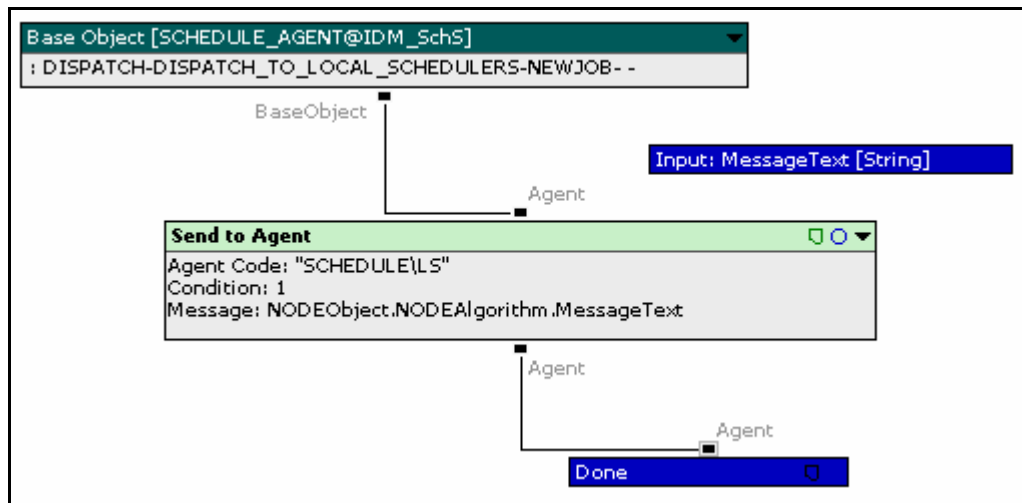 Base Object [SCHEDULE_AGENT@IDM_SchS]
: DISPATCH-DISPATCH_TO_LOCAL_SCHEDULERS-NEWJOB- -
BaseObject
Input: MessageText [String]
Agent
Send to Agent
Agent Code: "SCHEDULE\LS"
Condition: 1
Message: NODEObject.NODEAlgorithm.MessageText
Agent
Agent
Done